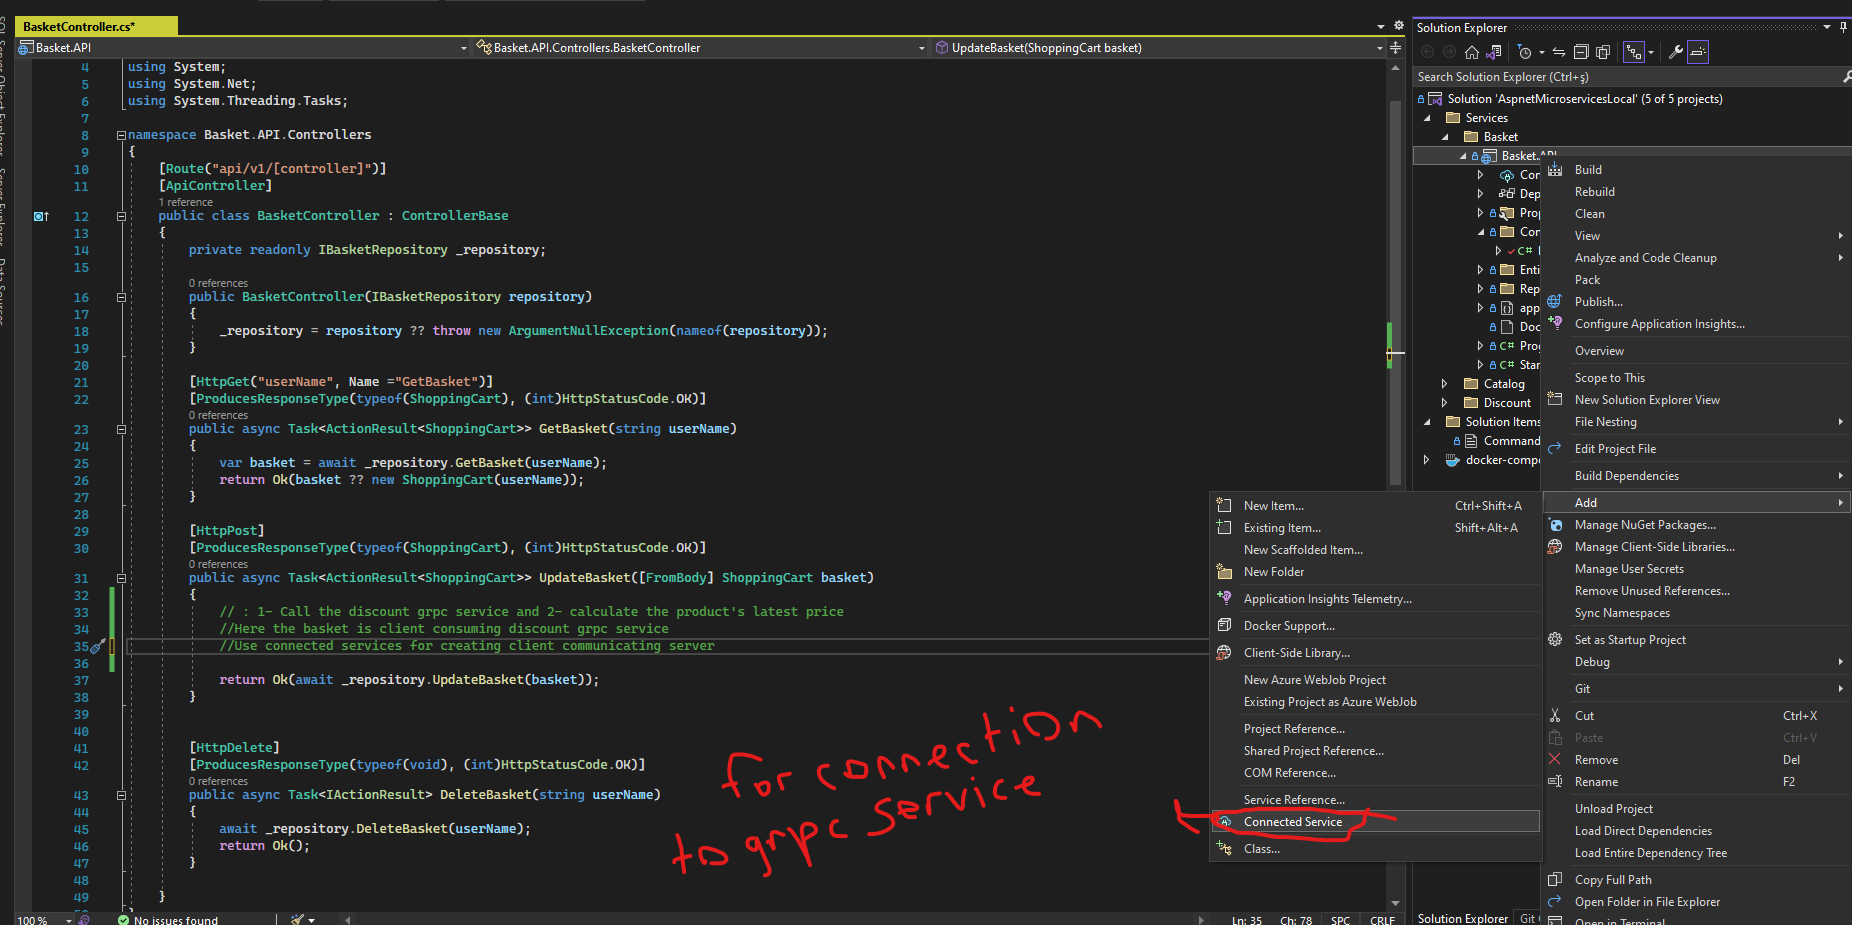 BasketController.cs*
Basket.API
Basket.API.Controllers.BasketController
UpdateBasket(ShoppingCart basket)
4 using System;
5 using System.Net;
6 using System.Threading.Tasks;
7
8 namespace Basket.API.Controllers
9 {
10 [Route("api/v1/[controller]")]
11 [ApiController]
1 reference
12 public class BasketController : ControllerBase
13 {
14 private readonly IBasketRepository _repository;
15
0 references
16 public BasketController(IBasketRepository repository)
17 {
18 _repository = repository ?? throw new ArgumentNullException(nameof(repository));
19 }
20
21 [HttpGet("userName", Name ="GetBasket")]
22 [ProducesResponseType(typeof(ShoppingCart), (int)HttpStatusCode.OK)]
0 references
23 public async Task<ActionResult<ShoppingCart>> GetBasket(string userName)
24 {
25 var basket = await _repository.GetBasket(userName);
26 return Ok(basket ?? new ShoppingCart(userName));
27 }
28
29 [HttpPost]
30 [ProducesResponseType(typeof(ShoppingCart), (int)HttpStatusCode.OK)]
0 references
31 public async Task<ActionResult<ShoppingCart>> UpdateBasket([FromBody] ShoppingCart basket)
32 {
33 // : 1- Call the discount grpc service and 2- calculate the product's latest price
34 //Here the basket is client consuming discount grpc service
35 //Use connected services for creating client communicating server
36
37 return Ok(await _repository.UpdateBasket(basket));
38 }
39
40
41 [HttpDelete]
42 [ProducesResponseType(typeof(void), (int)HttpStatusCode.OK)]
0 references
43 public async Task<IActionResult> DeleteBasket(string userName)
44 {
45 await _repository.DeleteBasket(userName);
46 return Ok();
47 }
48
49 }
for connection
to grpc service
100 %
No issues found
Ln: 35 Ch: 78 SPC CRLF
Solution Explorer
Search Solution Explorer (Ctrl+ş)
Solution 'AspnetMicroservicesLocal' (5 of 5 projects)
Services
Basket
Basket.API
Con
Dep
Prop
Con
C#
Enti
Rep
app
Doc
C# Prog
C# Star
Catalog
Discount
Solution Items
Command
docker-comp
Build
Rebuild
Clean
View
Analyze and Code Cleanup
Pack
Publish...
Configure Application Insights...
Overview
Scope to This
New Solution Explorer View
File Nesting
Edit Project File
Build Dependencies
Add
Manage NuGet Packages...
Manage Client-Side Libraries...
Manage User Secrets
Remove Unused References...
Sync Namespaces
Set as Startup Project
Debug
Git
Cut Ctrl+X
Paste Ctrl+V
Remove Del
Rename F2
Unload Project
Load Direct Dependencies
Load Entire Dependency Tree
Copy Full Path
Open Folder in File Explorer
Open in Terminal
New Item... Ctrl+Shift+A
Existing Item... Shift+Alt+A
New Scaffolded Item...
New Folder
Application Insights Telemetry...
Docker Support...
Client-Side Library...
New Azure WebJob Project
Existing Project as Azure WebJob
Project Reference...
Shared Project Reference...
COM Reference...
Service Reference...
Connected Service
Class...
Solution Explorer Git